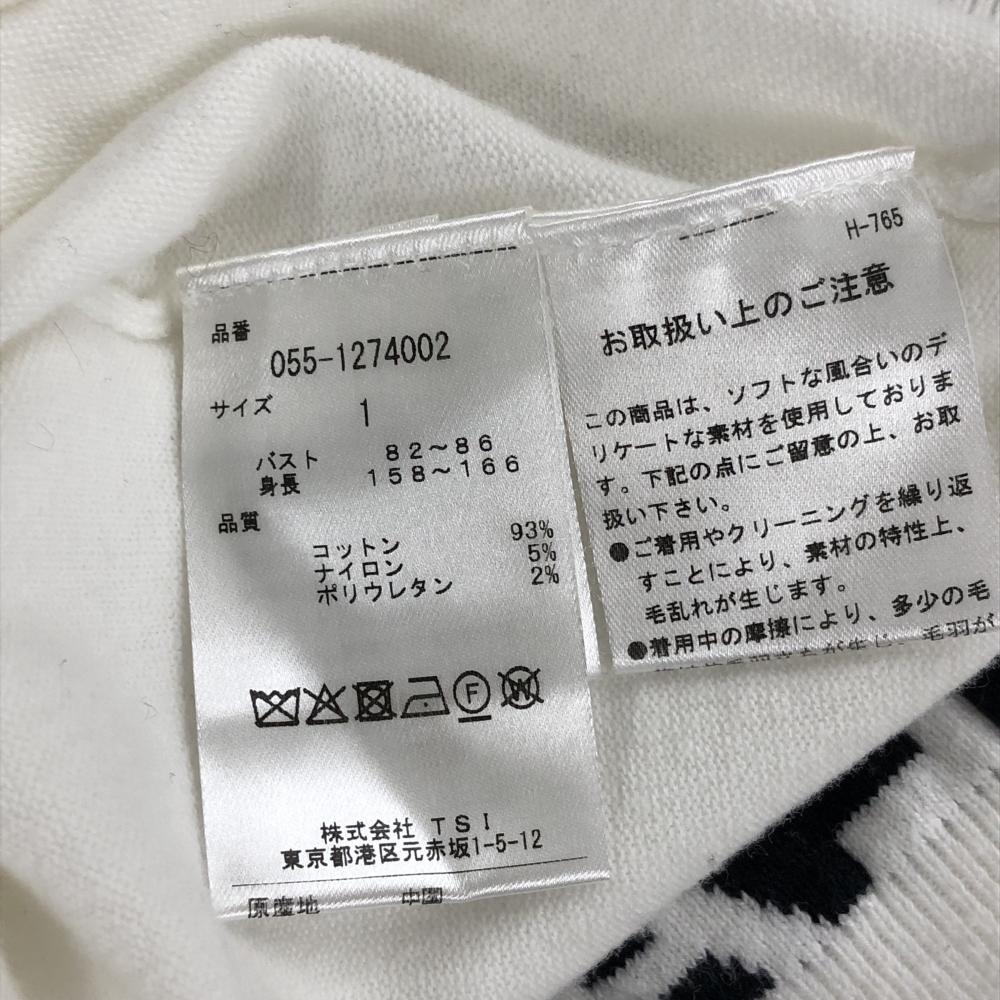 品番
055-1274002
サイズ 1
バスト 82～86
身長 158～166
品質
コットン 93%
ナイロン 5%
ポリウレタン 2%
F
W
株式会社 TSI
東京都港区元赤坂1-5-12
原産地 中国
H-765
お取扱い上のご注意
この商品は、ソフトな風合いのデ
リケートな素材を使用しておりま
す。下記の点にご留意の上、お取
扱い下さい。
●ご着用やクリーニングを繰り返
すことにより、素材の特性上、
毛乱れが生じます。
●着用中の摩擦により、多少の毛
が生じ、毛羽が